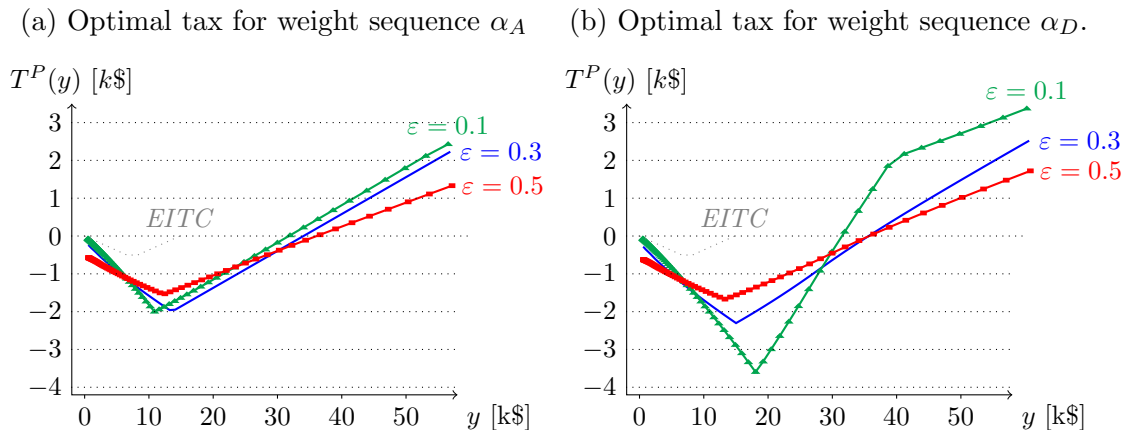 (a) Optimal tax for weight sequence α_A
T^P(y) [k$]
3
2
1
0
−1
−2
−3
−4
0 10 20 30 40 50 y [k$]
EITC
ε = 0.1
ε = 0.3
ε = 0.5
(b) Optimal tax for weight sequence α_D.
T^P(y) [k$]
3
2
1
0
−1
−2
−3
−4
0 10 20 30 40 50 y [k$]
EITC
ε = 0.1
ε = 0.3
ε = 0.5